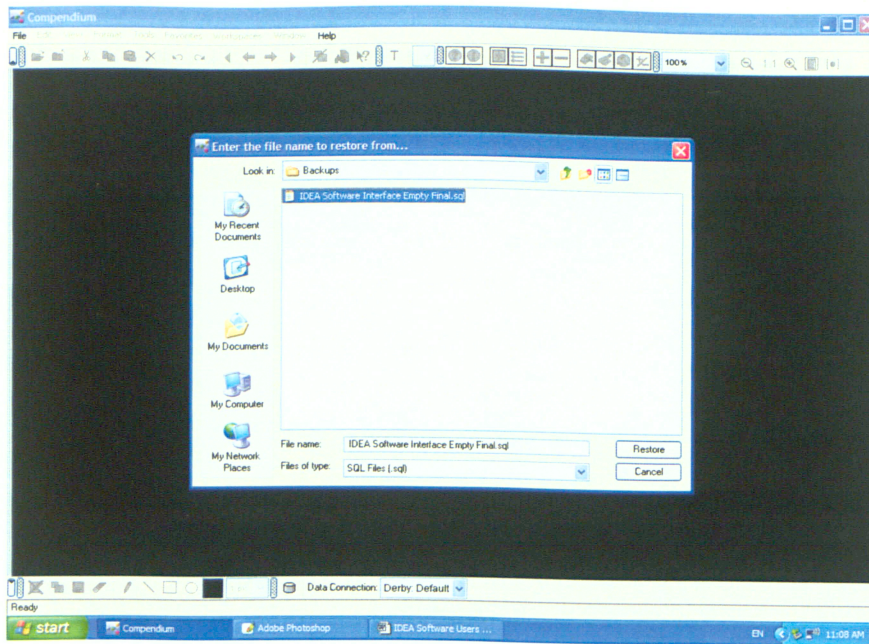 Compendium
File Help
T 100% 1:1
Enter the file name to restore from...
Look in: Backups
IDEA Software Interface Empty Final.sql
My Recent
Documents
Desktop
My Documents
My Computer
My Network
Places
File name: IDEA Software Interface Empty Final.sql
Restore
Files of type: SQL Files (.sql)
Cancel
Data Connection: Derby: Default
Ready
start Compendium Adobe Photoshop IDEA Software Users ... EN 11:08 AM